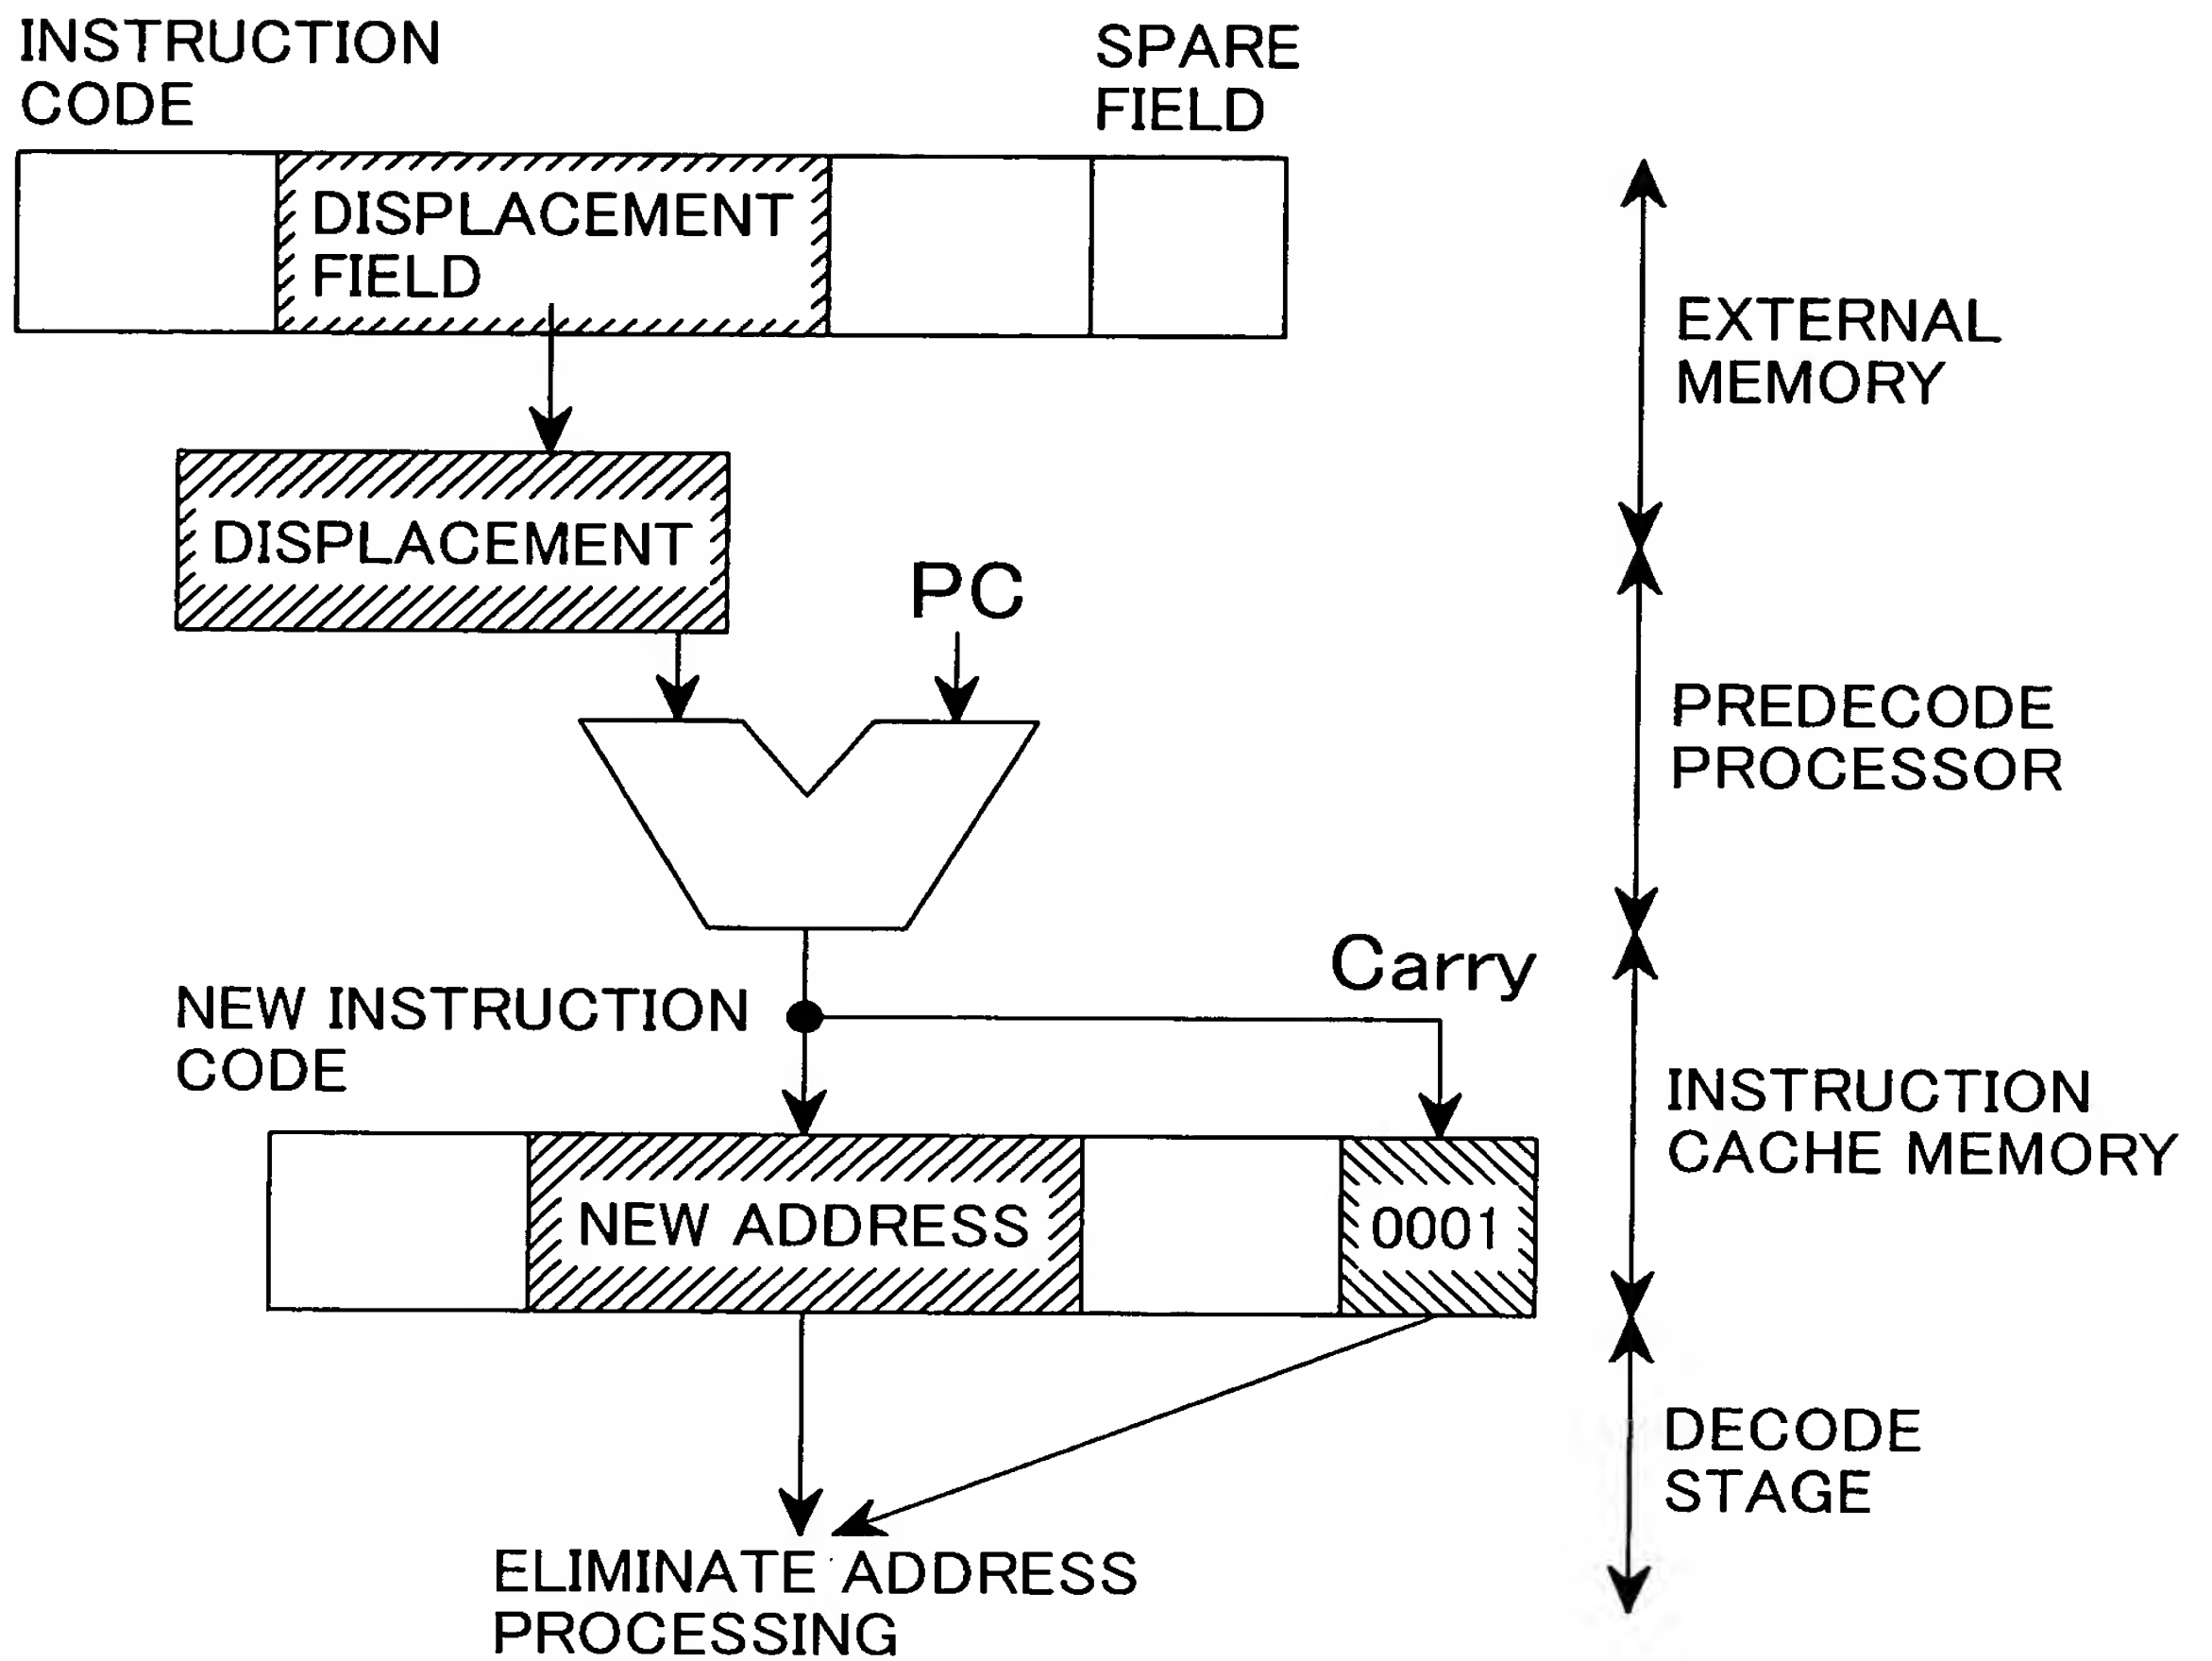 INSTRUCTION
CODE
SPARE
FIELD
DISPLACEMENT
FIELD
EXTERNAL
MEMORY
DISPLACEMENT
PC
PREDECODE
PROCESSOR
Carry
NEW INSTRUCTION
CODE
INSTRUCTION
CACHE MEMORY
NEW ADDRESS
0001
DECODE
STAGE
ELIMINATE ADDRESS
PROCESSING